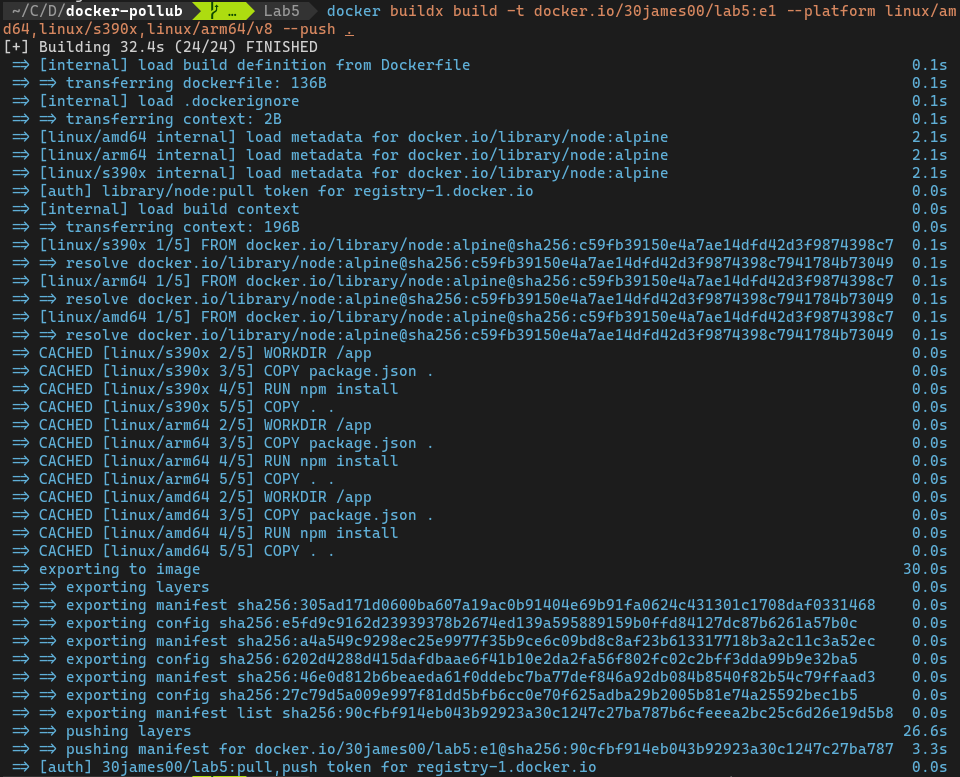 ~/C/D/docker-pollub … Lab5 docker buildx build -t docker.io/30james00/lab5:e1 --platform linux/am
d64,linux/s390x,linux/arm64/v8 --push .
[+] Building 32.4s (24/24) FINISHED
=> [internal] load build definition from Dockerfile 0.1s
=> => transferring dockerfile: 136B 0.1s
=> [internal] load .dockerignore 0.1s
=> => transferring context: 2B 0.1s
=> [linux/amd64 internal] load metadata for docker.io/library/node:alpine 2.1s
=> [linux/arm64 internal] load metadata for docker.io/library/node:alpine 2.1s
=> [linux/s390x internal] load metadata for docker.io/library/node:alpine 2.1s
=> [auth] library/node:pull token for registry-1.docker.io 0.0s
=> [internal] load build context 0.0s
=> => transferring context: 196B 0.0s
=> [linux/s390x 1/5] FROM docker.io/library/node:alpine@sha256:c59fb39150e4a7ae14dfd42d3f9874398c7 0.1s
=> => resolve docker.io/library/node:alpine@sha256:c59fb39150e4a7ae14dfd42d3f9874398c7941784b73049 0.1s
=> [linux/arm64 1/5] FROM docker.io/library/node:alpine@sha256:c59fb39150e4a7ae14dfd42d3f9874398c7 0.1s
=> => resolve docker.io/library/node:alpine@sha256:c59fb39150e4a7ae14dfd42d3f9874398c7941784b73049 0.1s
=> [linux/amd64 1/5] FROM docker.io/library/node:alpine@sha256:c59fb39150e4a7ae14dfd42d3f9874398c7 0.1s
=> => resolve docker.io/library/node:alpine@sha256:c59fb39150e4a7ae14dfd42d3f9874398c7941784b73049 0.1s
=> CACHED [linux/s390x 2/5] WORKDIR /app 0.0s
=> CACHED [linux/s390x 3/5] COPY package.json . 0.0s
=> CACHED [linux/s390x 4/5] RUN npm install 0.0s
=> CACHED [linux/s390x 5/5] COPY . . 0.0s
=> CACHED [linux/arm64 2/5] WORKDIR /app 0.0s
=> CACHED [linux/arm64 3/5] COPY package.json . 0.0s
=> CACHED [linux/arm64 4/5] RUN npm install 0.0s
=> CACHED [linux/arm64 5/5] COPY . . 0.0s
=> CACHED [linux/amd64 2/5] WORKDIR /app 0.0s
=> CACHED [linux/amd64 3/5] COPY package.json . 0.0s
=> CACHED [linux/amd64 4/5] RUN npm install 0.0s
=> CACHED [linux/amd64 5/5] COPY . . 0.0s
=> exporting to image 30.0s
=> => exporting layers 0.0s
=> => exporting manifest sha256:305ad171d0600ba607a19ac0b91404e69b91fa0624c431301c1708daf0331468 0.0s
=> => exporting config sha256:e5fd9c9162d23939378b2674ed139a595889159b0ffd84127dc87b6261a57b0c 0.0s
=> => exporting manifest sha256:a4a549c9298ec25e9977f35b9ce6c09bd8c8af23b613317718b3a2c11c3a52ec 0.0s
=> => exporting config sha256:6202d4288d415dafdbaae6f41b10e2da2fa56f802fc02c2bff3dda99b9e32ba5 0.0s
=> => exporting manifest sha256:46e0d812b6beaeda61f0ddebc7ba77def846a92db084b8540f82b54c79ffaad3 0.0s
=> => exporting config sha256:27c79d5a009e997f81dd5bfb6cc0e70f625adba29b2005b81e74a25592bec1b5 0.0s
=> => exporting manifest list sha256:90cfbf914eb043b92923a30c1247c27ba787b6cfeeea2bc25c6d26e19d5b8 0.0s
=> => pushing layers 26.6s
=> => pushing manifest for docker.io/30james00/lab5:e1@sha256:90cfbf914eb043b92923a30c1247c27ba787 3.3s
=> [auth] 30james00/lab5:pull,push token for registry-1.docker.io 0.0s